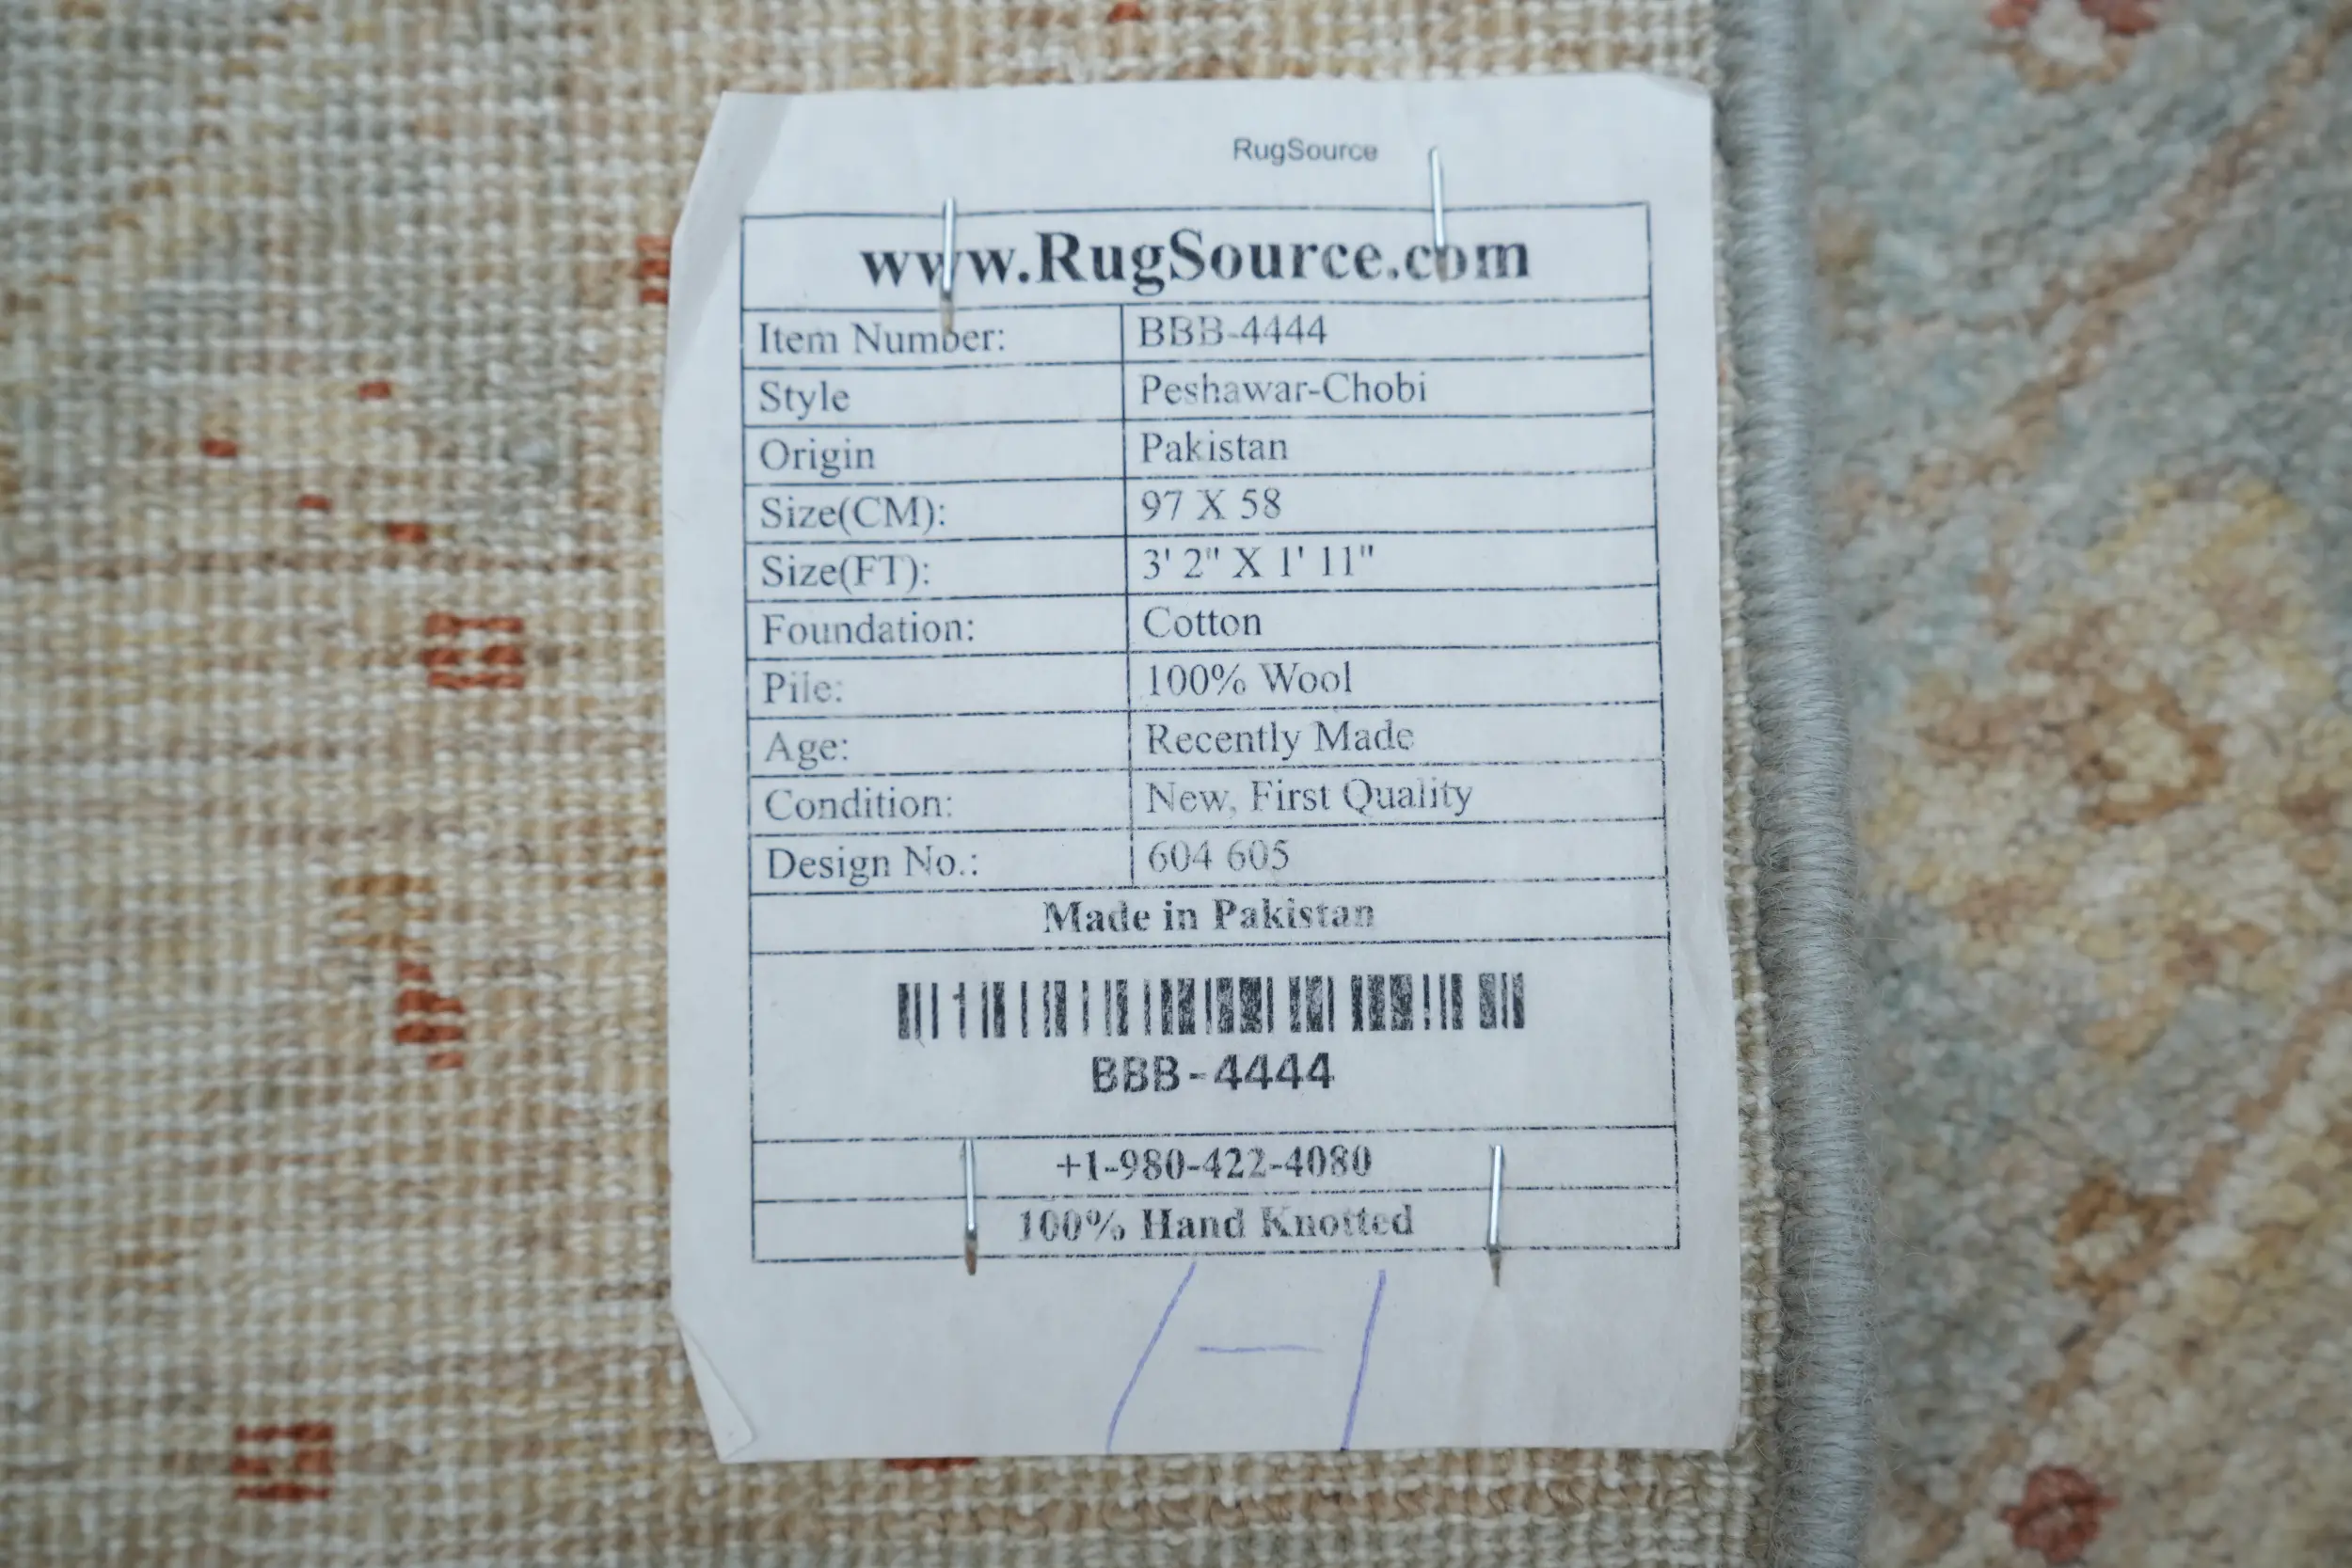 RugSource
www.RugSource.com
Item Number: BBB-4444
Style Peshawar-Chobi
Origin Pakistan
Size(CM): 97 X 58
Size(FT): 3' 2" X 1' 11"
Foundation: Cotton
Pile: 100% Wool
Age: Recently Made
Condition: New, First Quality
Design No.: 604 605
Made in Pakistan
BBB-4444
+1-980-422-4080
100% Hand Knotted
1-1